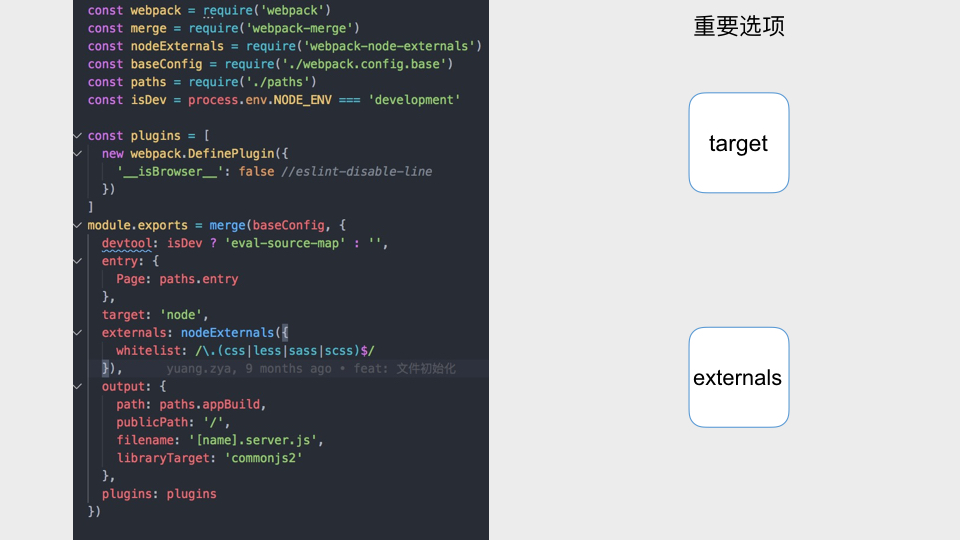 const webpack = require('webpack')
const merge = require('webpack-merge')
const nodeExternals = require('webpack-node-externals')
const baseConfig = require('./webpack.config.base')
const paths = require('./paths')
const isDev = process.env.NODE_ENV === 'development'
const plugins = [
new webpack.DefinePlugin({
'__isBrowser__': false //eslint-disable-line
})
]
module.exports = merge(baseConfig, {
devtool: isDev ? 'eval-source-map' : '',
entry: {
Page: paths.entry
},
target: 'node',
externals: nodeExternals({
whitelist: /\.(css|less|sass|scss)$/
}), yuang.zya, 9 months ago • feat: 文件初始化
output: {
path: paths.appBuild,
publicPath: '/',
filename: '[name].server.js',
libraryTarget: 'commonjs2'
},
plugins: plugins
})
重要选项
target
externals